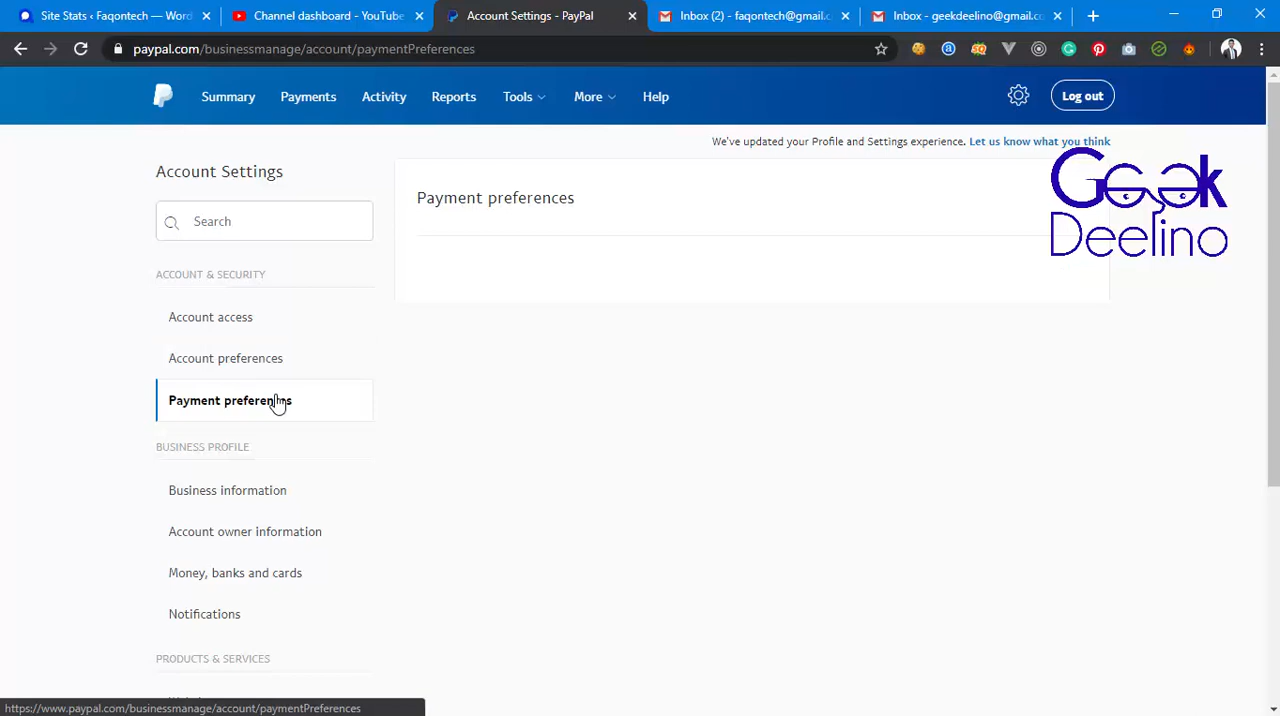 Site Stats ‹ Faqontech — Word
Channel dashboard - YouTube
Account Settings - PayPal
Inbox (2) - faqontech@gmail.c
Inbox - geekdeelino@gmail.co
paypal.com/businessmanage/account/paymentPreferences
Summary
Payments
Activity
Reports
Tools
More
Help
Log out
We've updated your Profile and Settings experience. Let us know what you think
Account Settings
Search
Payment preferences
Geek
Deelino
ACCOUNT & SECURITY
Account access
Account preferences
Payment preferences
BUSINESS PROFILE
Business information
Account owner information
Money, banks and cards
Notifications
PRODUCTS & SERVICES
https://www.paypal.com/businessmanage/account/paymentPreferences